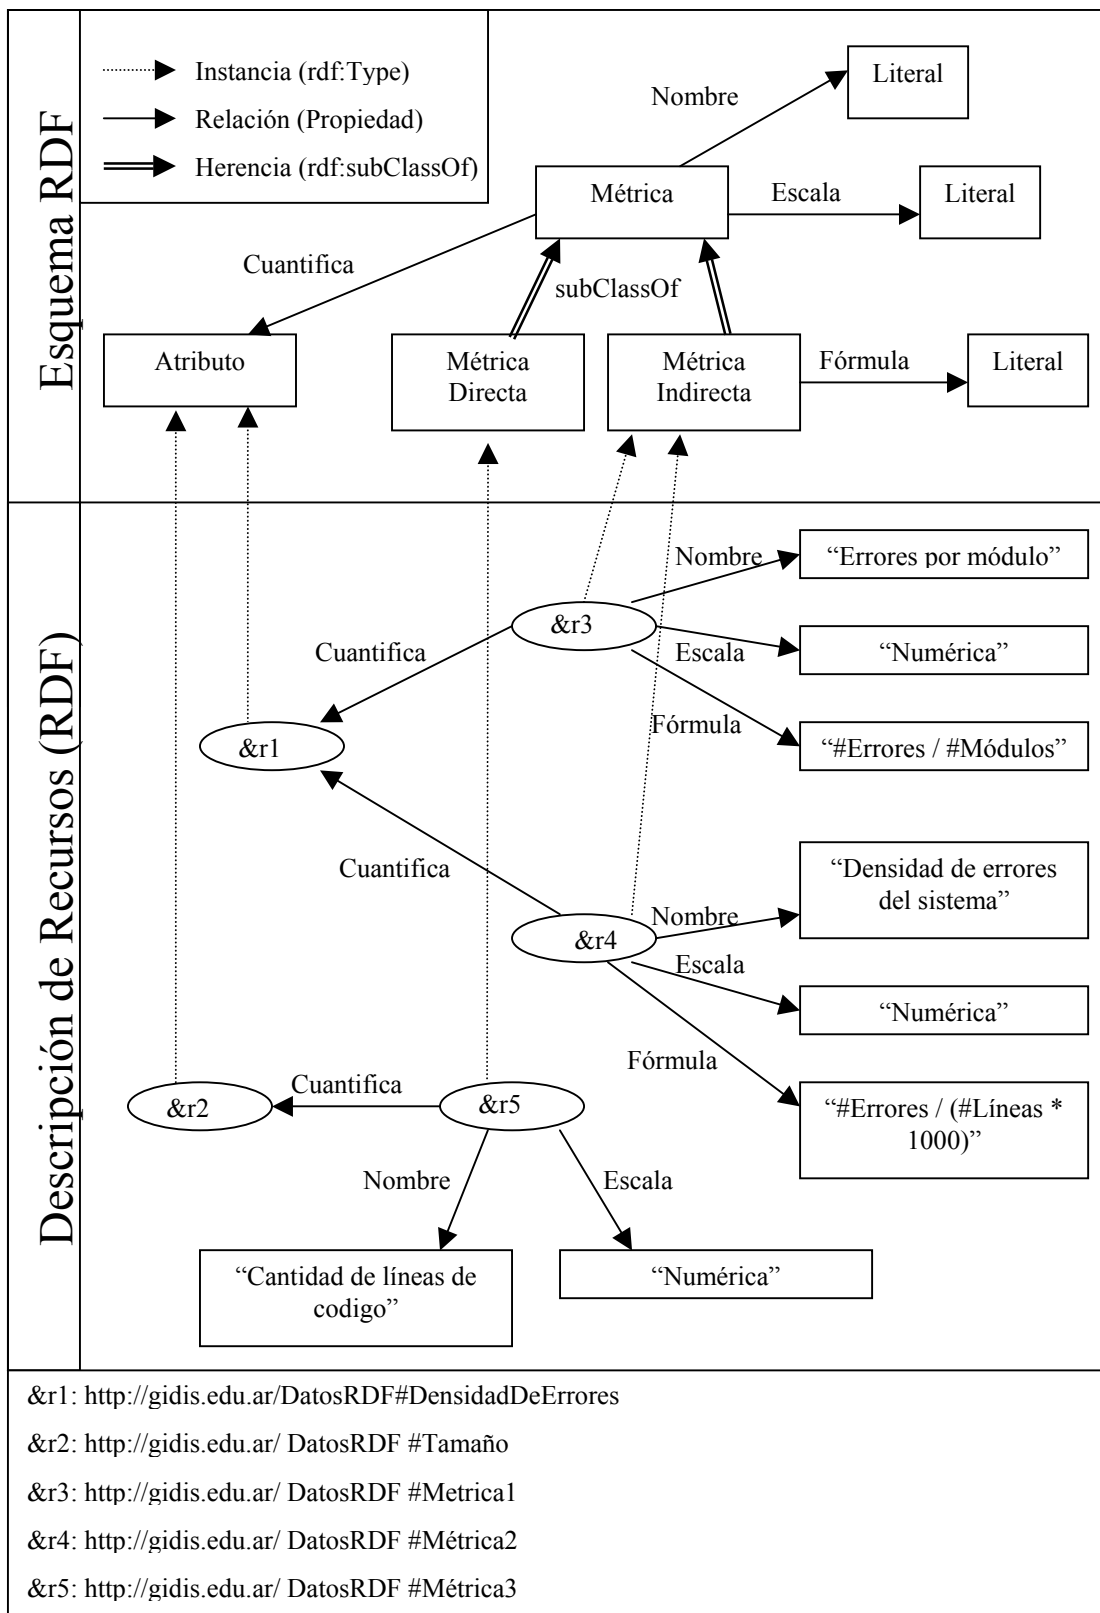 Esquema RDF
Instancia (rdf:Type)
Relación (Propiedad)
Herencia (rdf:subClassOf)
Nombre
Literal
Métrica
Escala
Literal
Cuantifica
subClassOf
Atributo
Métrica
Directa
Métrica
Indirecta
Fórmula
Literal
Descripción de Recursos (RDF)
Nombre
“Errores por módulo”
&r3
Cuantifica
Escala
“Numérica”
Fórmula
“#Errores / #Módulos”
&r1
Cuantifica
“Densidad de errores
del sistema”
Nombre
&r4
Escala
“Numérica”
Fórmula
“#Errores / (#Líneas *
1000)”
Cuantifica
&r2
&r5
Nombre
Escala
“Cantidad de líneas de
codigo”
“Numérica”
&r1: http://gidis.edu.ar/DatosRDF#DensidadDeErrores
&r2: http://gidis.edu.ar/ DatosRDF #Tamaño
&r3: http://gidis.edu.ar/ DatosRDF #Metrica1
&r4: http://gidis.edu.ar/ DatosRDF #Métrica2
&r5: http://gidis.edu.ar/ DatosRDF #Métrica3